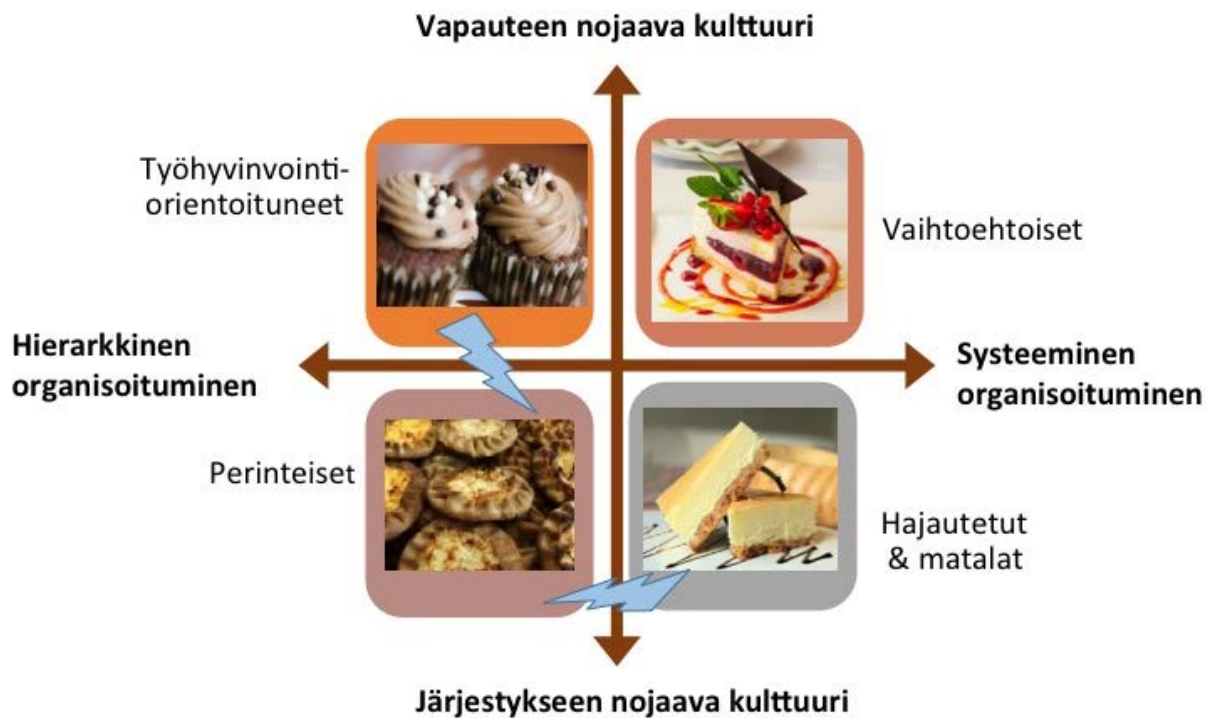 Vapauteen nojaava kulttuuri
Työhyvinvointi-
orientoituneet
Vaihtoehtoiset
Hierarkkinen
organisoituminen
Systeeminen
organisoituminen
Perinteiset
Hajautetut
& matalat
Järjestykseen nojaava kulttuuri